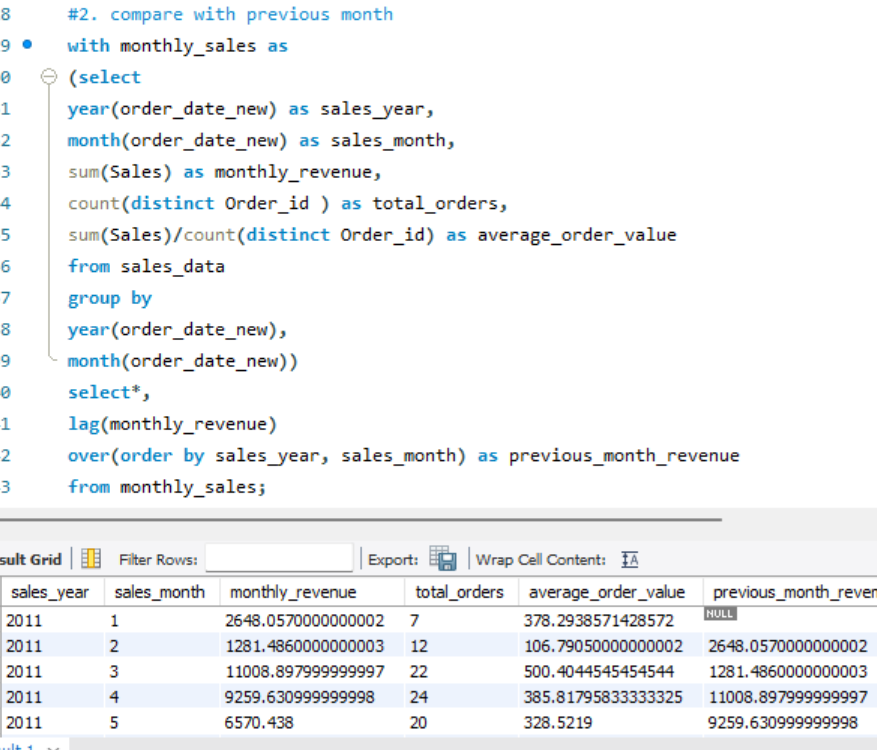 8 #2. compare with previous month
9 with monthly_sales as
0 (select
1 year(order_date_new) as sales_year,
2 month(order_date_new) as sales_month,
3 sum(Sales) as monthly_revenue,
4 count(distinct Order_id ) as total_orders,
5 sum(Sales)/count(distinct Order_id) as average_order_value
6 from sales_data
7 group by
8 year(order_date_new),
9 month(order_date_new))
0 select*,
1 lag(monthly_revenue)
2 over(order by sales_year, sales_month) as previous_month_revenue
3 from monthly_sales;
sult Grid Filter Rows: Export: Wrap Cell Content: IA
sales_year sales_month monthly_revenue total_orders average_order_value previous_month_reven
2011 1 2648.0570000000002 7 378.2938571428572 NULL
2011 2 1281.4860000000003 12 106.79050000000002 2648.0570000000002
2011 3 11008.897999999997 22 500.4044545454544 1281.4860000000003
2011 4 9259.630999999998 24 385.81795833333325 11008.897999999997
2011 5 6570.438 20 328.5219 9259.630999999998